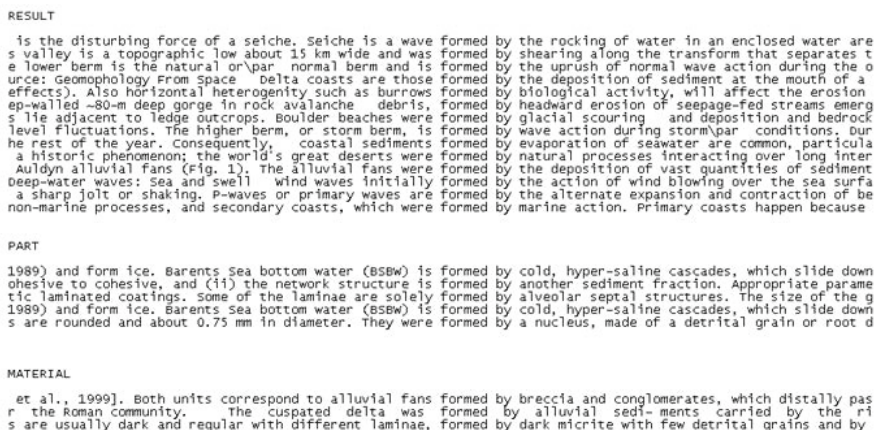 RESULT
is the disturbing force of a seiche. Seiche is a wave formed by the rocking of water in an enclosed water are
s valley is a topographic low about 15 km wide and was formed by shearing along the transform that separates t
e lower berm is the natural or\par normal berm and is formed by the uprush of normal wave action during the o
urce: Geomophology From Space Delta coasts are those formed by the deposition of sediment at the mouth of a
effects). Also horizontal heterogenity such as burrows formed by biological activity, will affect the erosion
ep-walled ~80-m deep gorge in rock avalanche debris, formed by headward erosion of seepage-fed streams emerg
s lie adjacent to ledge outcrops. Boulder beaches were formed by glacial scouring and deposition and bedrock
level fluctuations. The higher berm, or storm berm, is formed by wave action during storm\par conditions. Dur
he rest of the year. Consequently, coastal sediments formed by evaporation of seawater are common, particula
a historic phenomenon; the world's great deserts were formed by natural processes interacting over long inter
Auldyn alluvial fans (Fig. 1). The alluvial fans were formed by the deposition of vast quantities of sediment
Deep-water waves: Sea and swell Wind waves initially formed by the action of wind blowing over the sea surfa
a sharp jolt or shaking. P-waves or primary waves are formed by the alternate expansion and contraction of be
non-marine processes, and secondary coasts, which were formed by marine action. Primary coasts happen because
PART
1989) and form ice. Barents Sea bottom water (BSBW) is formed by cold, hyper-saline cascades, which slide down
ohesive to cohesive, and (ii) the network structure is formed by another sediment fraction. Appropriate parame
tic laminated coatings. Some of the laminae are solely formed by alveolar septal structures. The size of the g
1989) and form ice. Barents Sea bottom water (BSBW) is formed by cold, hyper-saline cascades, which slide down
s are rounded and about 0.75 mm in diameter. They were formed by a nucleus, made of a detrital grain or root d
MATERIAL
et al., 1999]. Both units correspond to alluvial fans formed by breccia and conglomerates, which distally pas
r the Roman community. The cuspated delta was formed by alluvial sedi- ments carried by the ri
s are usually dark and regular with different laminae, formed by dark micrite with few detrital grains and by